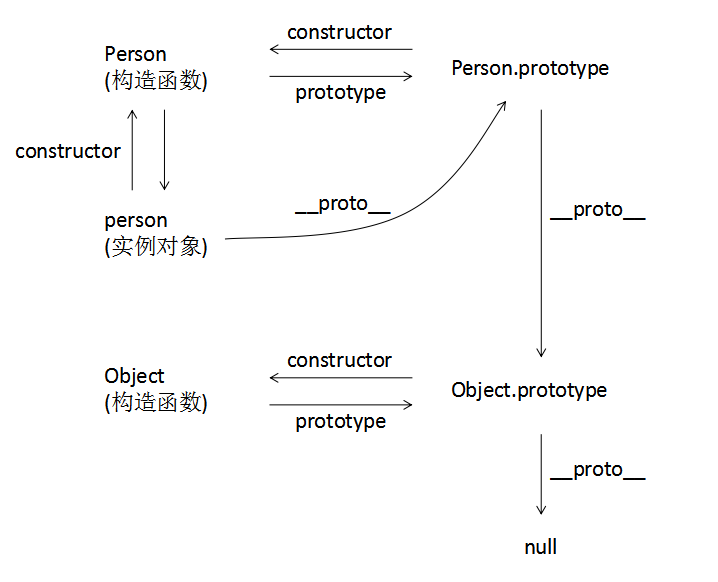 constructor
Person
(构造函数)
Person.prototype
prototype
constructor
__proto__
__proto__
person
(实例对象)
constructor
Object
(构造函数)
Object.prototype
prototype
__proto__
null